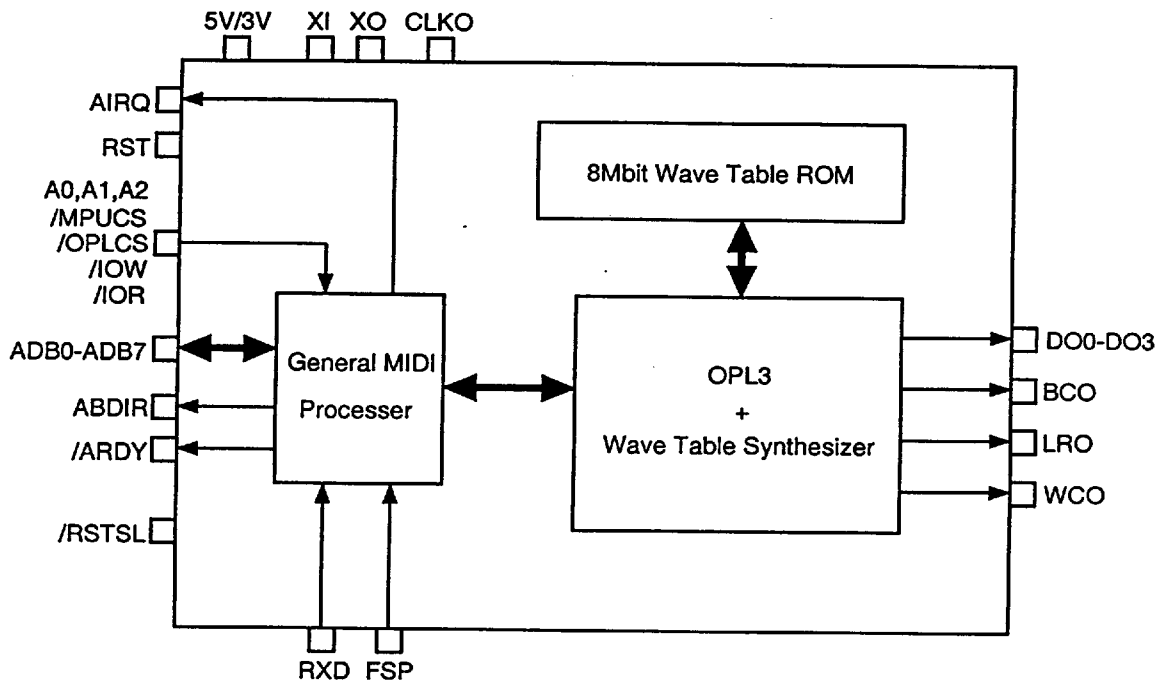 5V/3V XI XO CLKO
AIRQ
RST
A0,A1,A2
/MPUCS
/OPLCS
/IOW
/IOR
ADB0-ADB7
ABDIR
/ARDY
/RSTSL
8Mbit Wave Table ROM
General MIDI
Processer
OPL3
+
Wave Table Synthesizer
DO0-DO3
BCO
LRO
WCO
RXD FSP